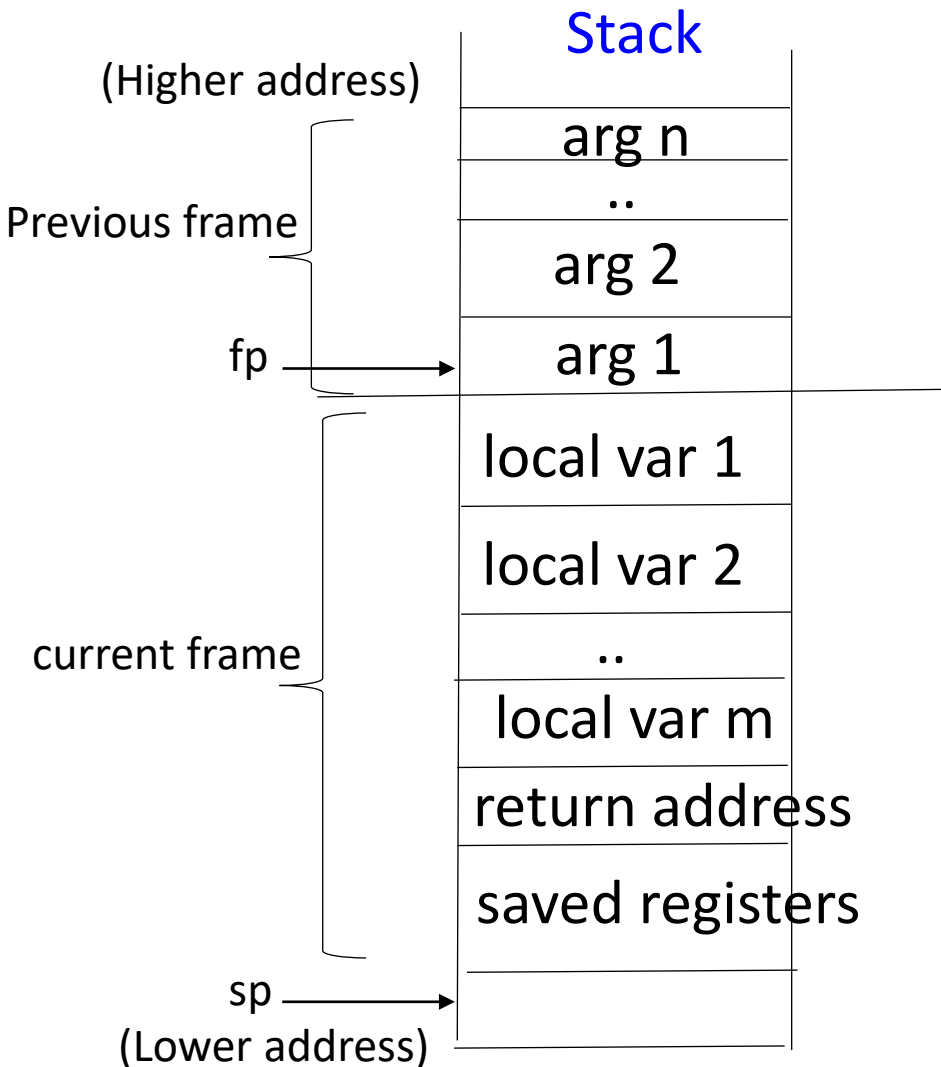 Stack
(Higher address)
arg n
..
Previous frame
arg 2
fp
arg 1
local var 1
local var 2
current frame
..
local var m
return address
saved registers
sp
(Lower address)